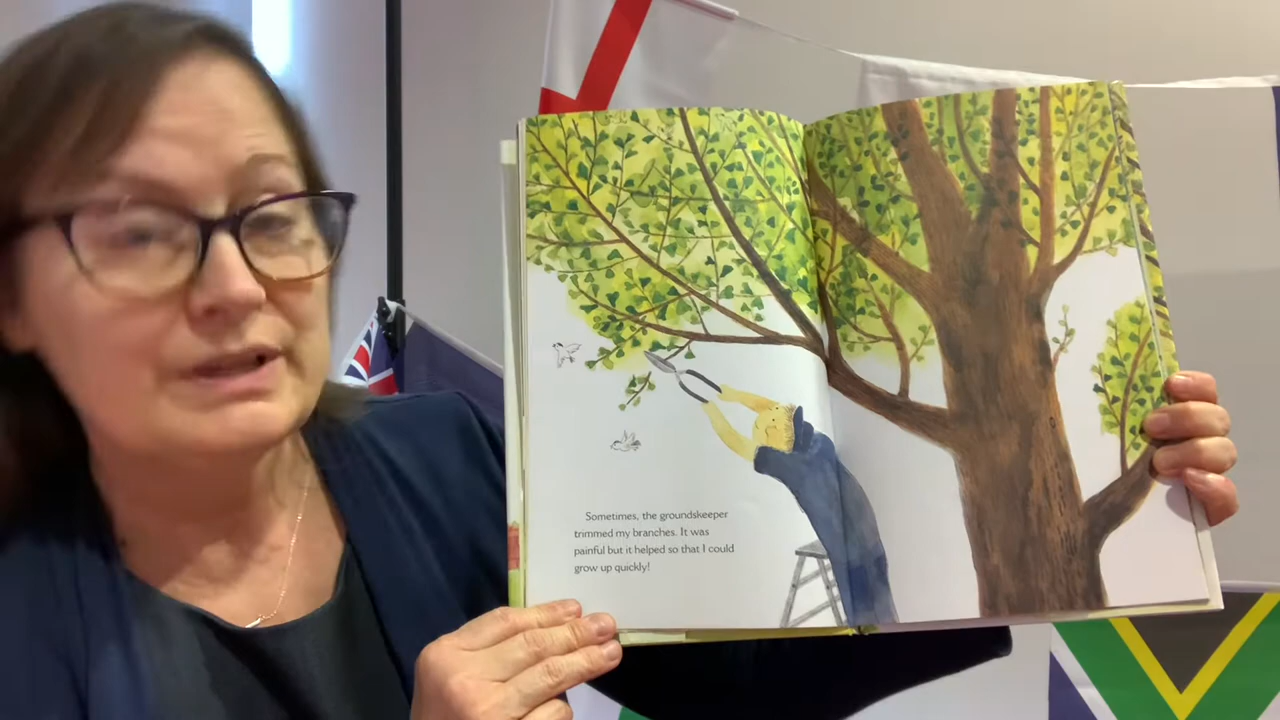 Sometimes, the groundskeeper
trimmed my branches. It was
painful but it helped so that I could
grow up quickly!